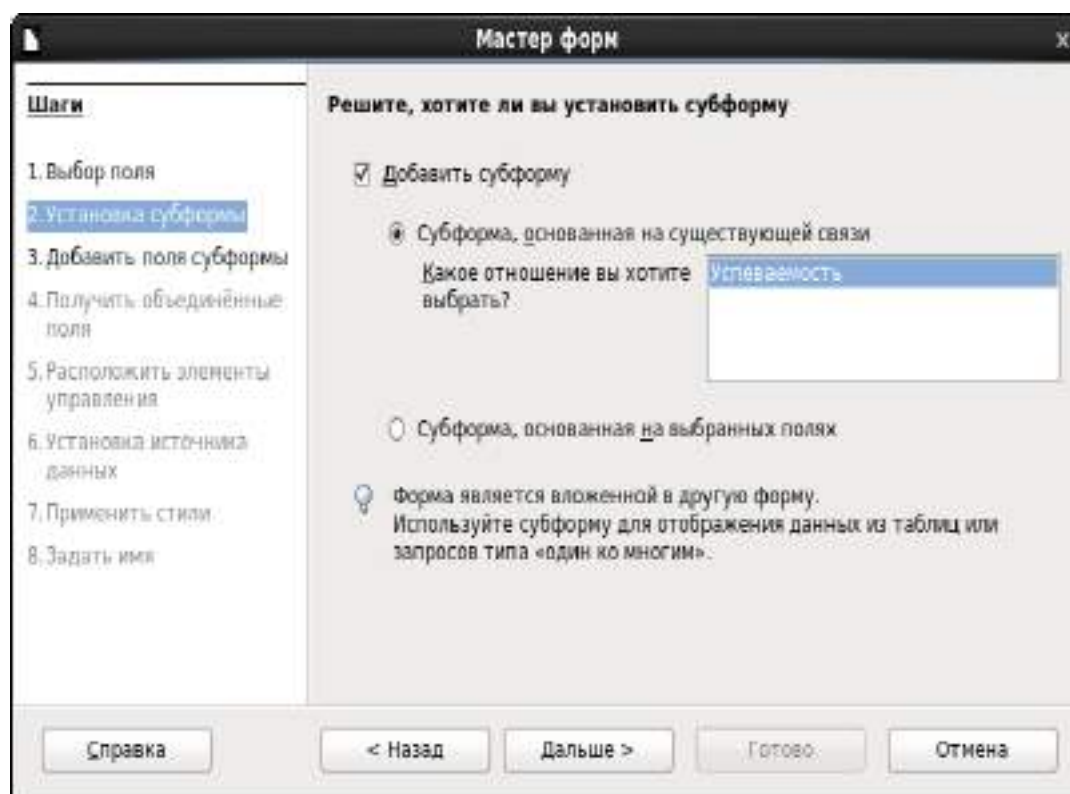 Мастер форм
x
Шаги
1. Выбор поля
2. Установка субформы
3. Добавить поля субформы
4. Получить объединённые
поля
5. Расположить элементы
управления
6. Установка источника
данных
7. Применить стили
8. Задать имя
Решите, хотите ли вы установить субформу
Добавить субформу
Субформа, основанная на существующей связи
Какое отношение вы хотите
выбрать?
Успеваемость
Субформа, основанная на выбранных полях
Форма является вложенной в другую форму.
Используйте субформу для отображения данных из таблиц или
запросов типа «один ко многим».
Справка
< Назад
Дальше >
Готово
Отмена